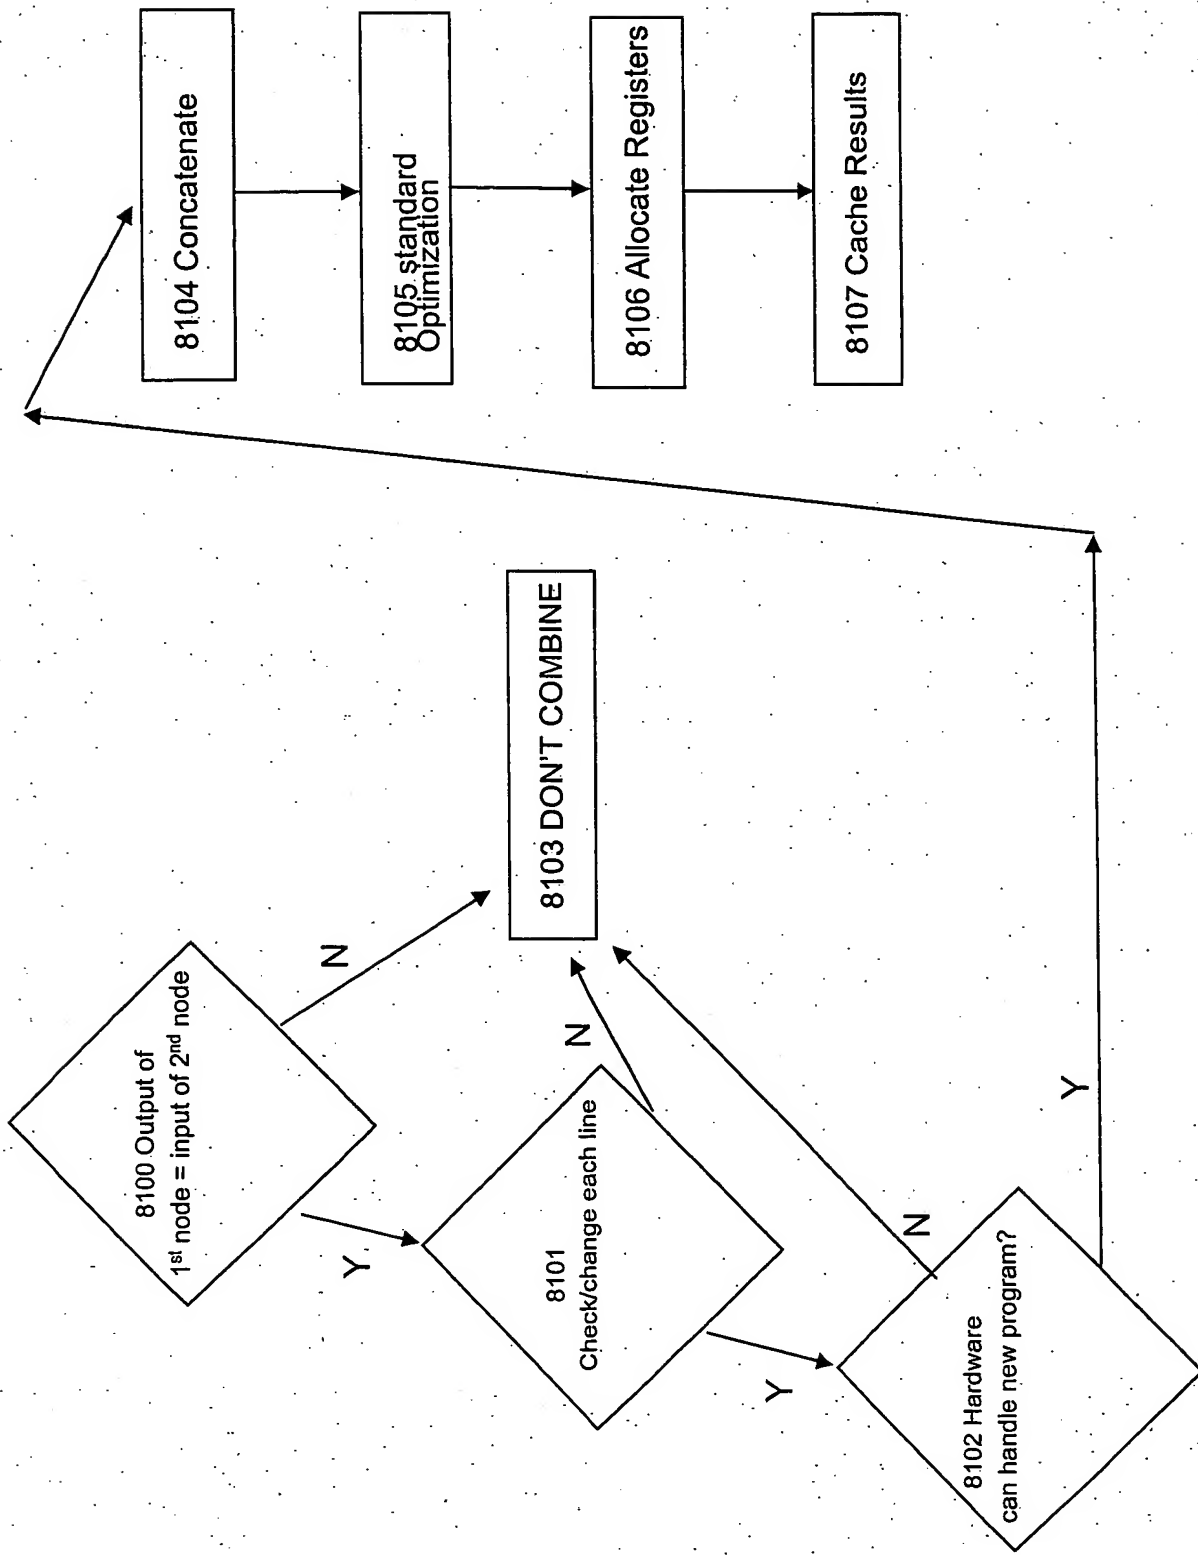 8100 Output of
1st node = input of 2nd node
N
Y
8101
Check/change each line
N
Y
8102 Hardware
can handle new program?
N
Y
8103 DON'T COMBINE
8104 Concatenate
8105 standard
Optimization
8106 Allocate Registers
8107 Cache Results